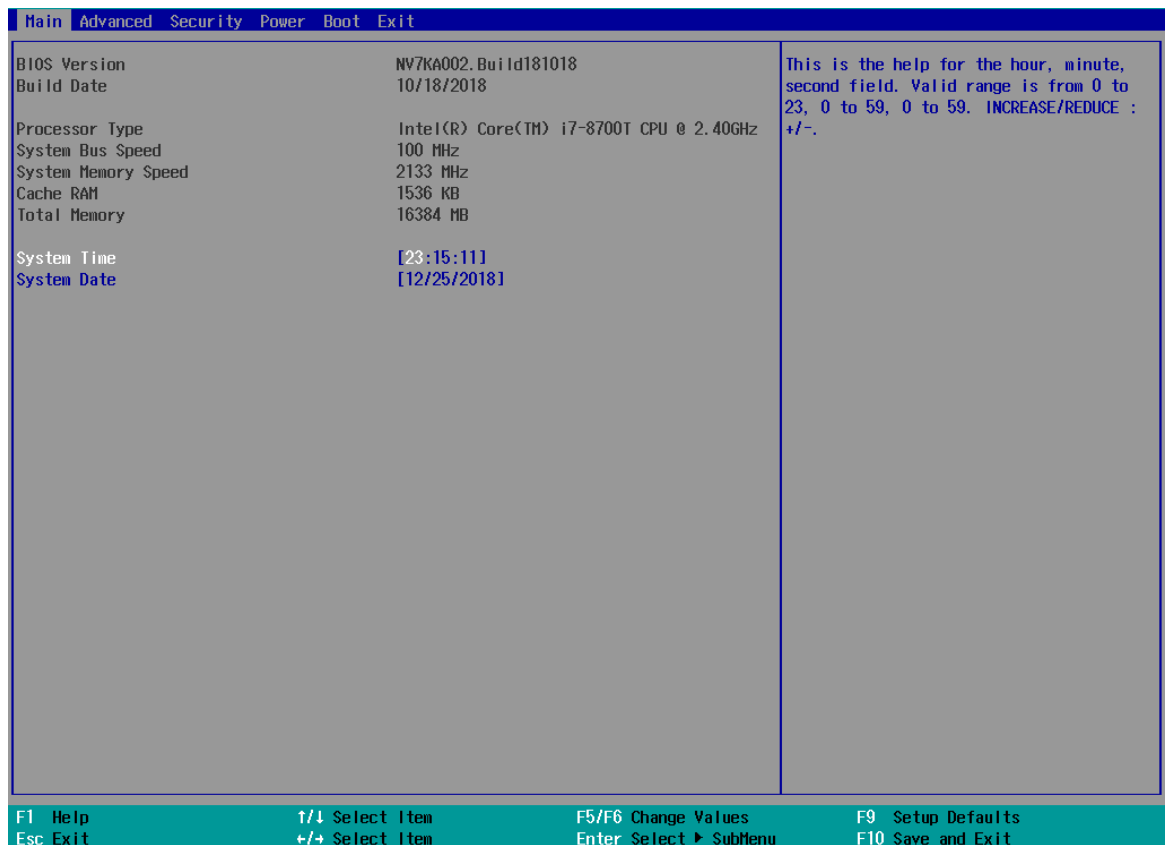 Main Advanced Security Power Boot Exit
BIOS Version NV7KA002.Build181018
Build Date 10/18/2018
Processor Type Intel(R) Core(TM) i7-8700T CPU @ 2.40GHz
System Bus Speed 100 MHz
System Memory Speed 2133 MHz
Cache RAM 1536 KB
Total Memory 16384 MB
System Time [23:15:11]
System Date [12/25/2018]
This is the help for the hour, minute,
second field. Valid range is from 0 to
23, 0 to 59, 0 to 59. INCREASE/REDUCE :
+/-.
F1 Help ↑/↓ Select Item F5/F6 Change Values F9 Setup Defaults
Esc Exit ←/→ Select Item Enter Select ▶ SubMenu F10 Save and Exit